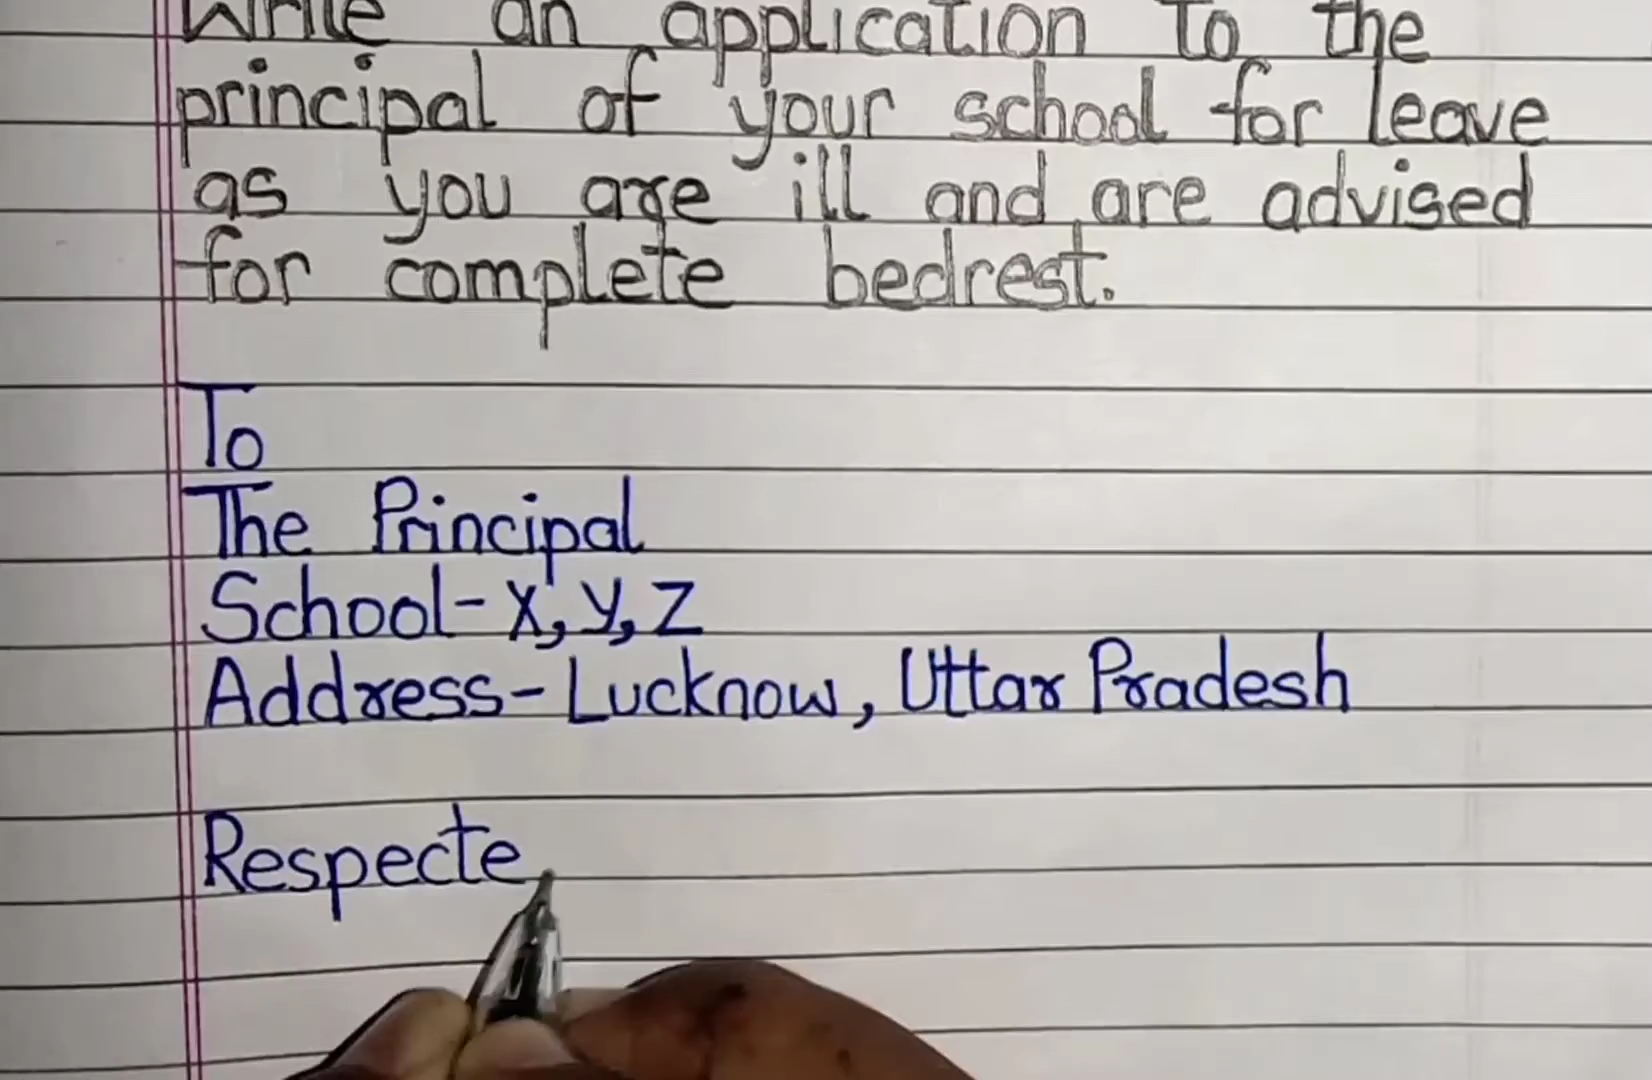 Write an application to the
principal of your school for leave
as you are ill and are advised
for complete bedrest.
To
The Principal
School-X,Y,Z
Address-Lucknow, Uttar Pradesh
Respecte